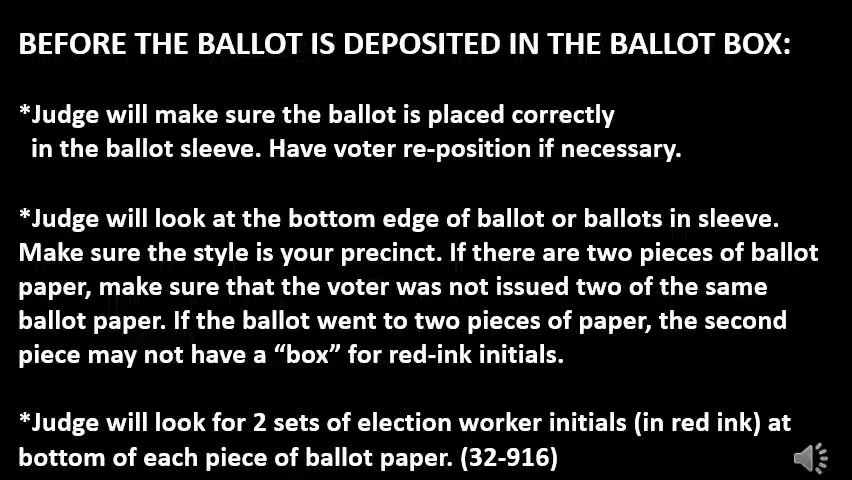 BEFORE THE BALLOT IS DEPOSITED IN THE BALLOT BOX:
*Judge will make sure the ballot is placed correctly
in the ballot sleeve. Have voter re-position if necessary.
*Judge will look at the bottom edge of ballot or ballots in sleeve.
Make sure the style is your precinct. If there are two pieces of ballot
paper, make sure that the voter was not issued two of the same
ballot paper. If the ballot went to two pieces of paper, the second
piece may not have a “box” for red-ink initials.
*Judge will look for 2 sets of election worker initials (in red ink) at
bottom of each piece of ballot paper. (32-916)